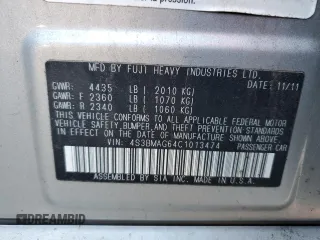 pression.
MFD BY FUJI HEAVY INDUSTRIES LTD.
DATE: 11/11
GVWR: 4435 LB ( 2010 KG)
GAWR: F 2360 LB ( 1070 KG)
GAWR: R 2340 LB ( 1060 KG)
THIS VEHICLE CONFORMS TO ALL APPLICABLE FEDERAL MOTOR
VEHICLE SAFETY, BUMPER, AND THEFT PREVENTION STANDARDS IN
EFFECT ON THE DATE OF MANUFACTURE SHOWN ABOVE.
VIN: 4S3BMAG64C1073474 PASSENGER CAR
ASSEMBLED BY SIA INC. MADE IN U.S.A.
© DREAMBID